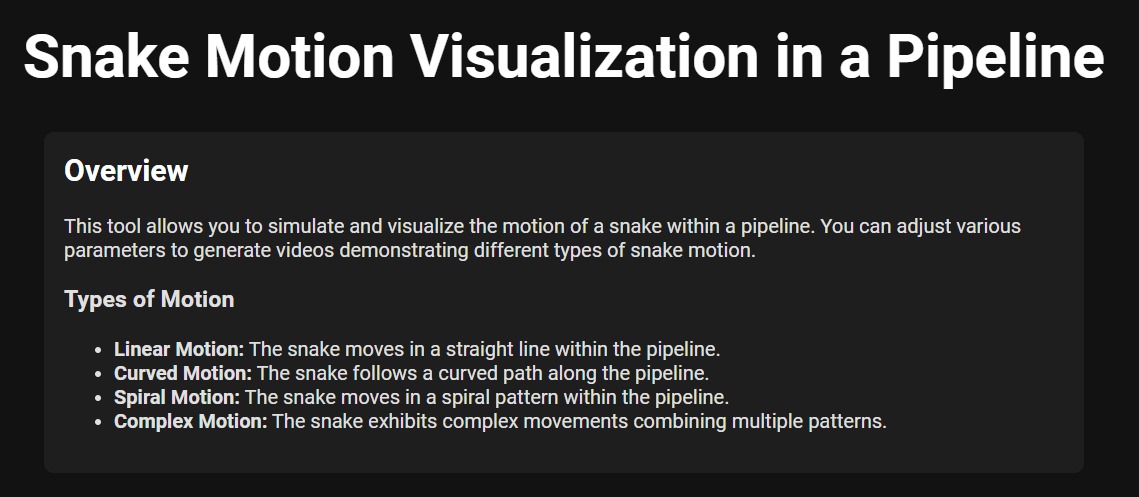 Snake Motion Visualization in a Pipeline
Overview
This tool allows you to simulate and visualize the motion of a snake within a pipeline. You can adjust various
parameters to generate videos demonstrating different types of snake motion.
Types of Motion
• Linear Motion: The snake moves in a straight line within the pipeline.
• Curved Motion: The snake follows a curved path along the pipeline.
• Spiral Motion: The snake moves in a spiral pattern within the pipeline.
• Complex Motion: The snake exhibits complex movements combining multiple patterns.